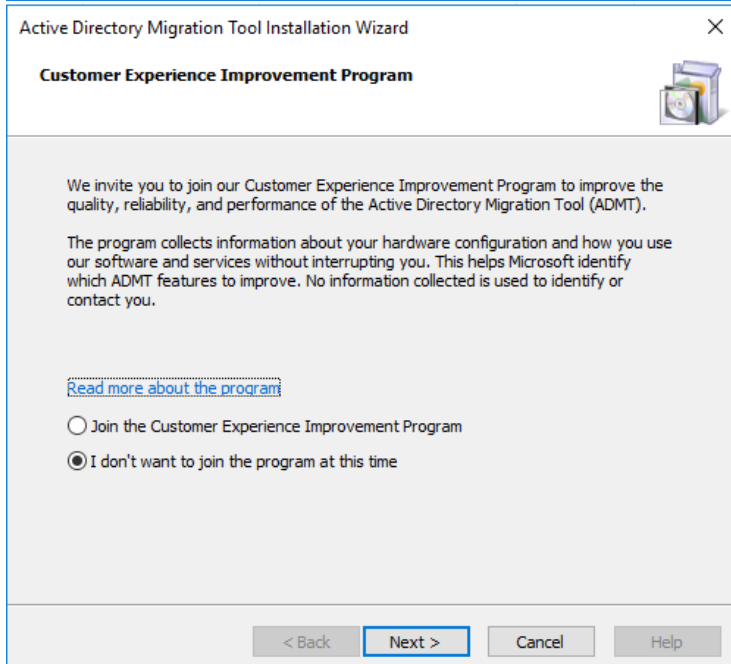 Active Directory Migration Tool Installation Wizard
Customer Experience Improvement Program
We invite you to join our Customer Experience Improvement Program to improve the
quality, reliability, and performance of the Active Directory Migration Tool (ADMT).
The program collects information about your hardware configuration and how you use
our software and services without interrupting you. This helps Microsoft identify
which ADMT features to improve. No information collected is used to identify or
contact you.
Read more about the program
Join the Customer Experience Improvement Program
I don't want to join the program at this time
< Back Next > Cancel Help